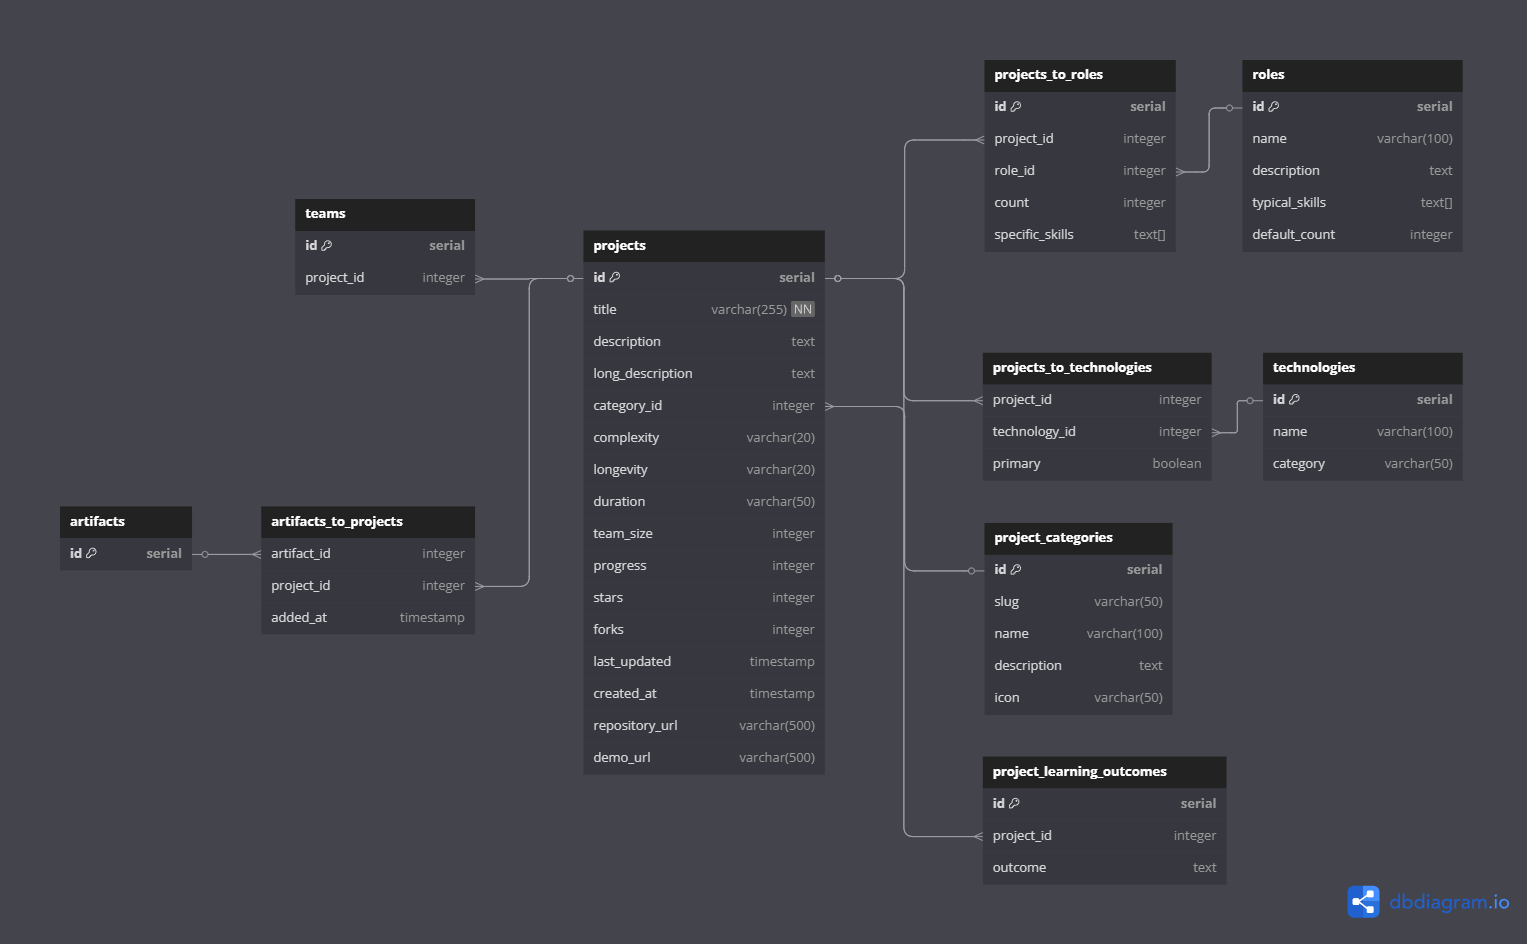 teams
id serial
project_id integer
artifacts
id serial
artifacts_to_projects
artifact_id integer
project_id integer
added_at timestamp
projects
id serial
title varchar(255) NN
description text
long_description text
category_id integer
complexity varchar(20)
longevity varchar(20)
duration varchar(50)
team_size integer
progress integer
stars integer
forks integer
last_updated timestamp
created_at timestamp
repository_url varchar(500)
demo_url varchar(500)
projects_to_roles
id serial
project_id integer
role_id integer
count integer
specific_skills text[]
roles
id serial
name varchar(100)
description text
typical_skills text[]
default_count integer
projects_to_technologies
project_id integer
technology_id integer
primary boolean
technologies
id serial
name varchar(100)
category varchar(50)
project_categories
id serial
slug varchar(50)
name varchar(100)
description text
icon varchar(50)
project_learning_outcomes
id serial
project_id integer
outcome text
dbdiagram.io